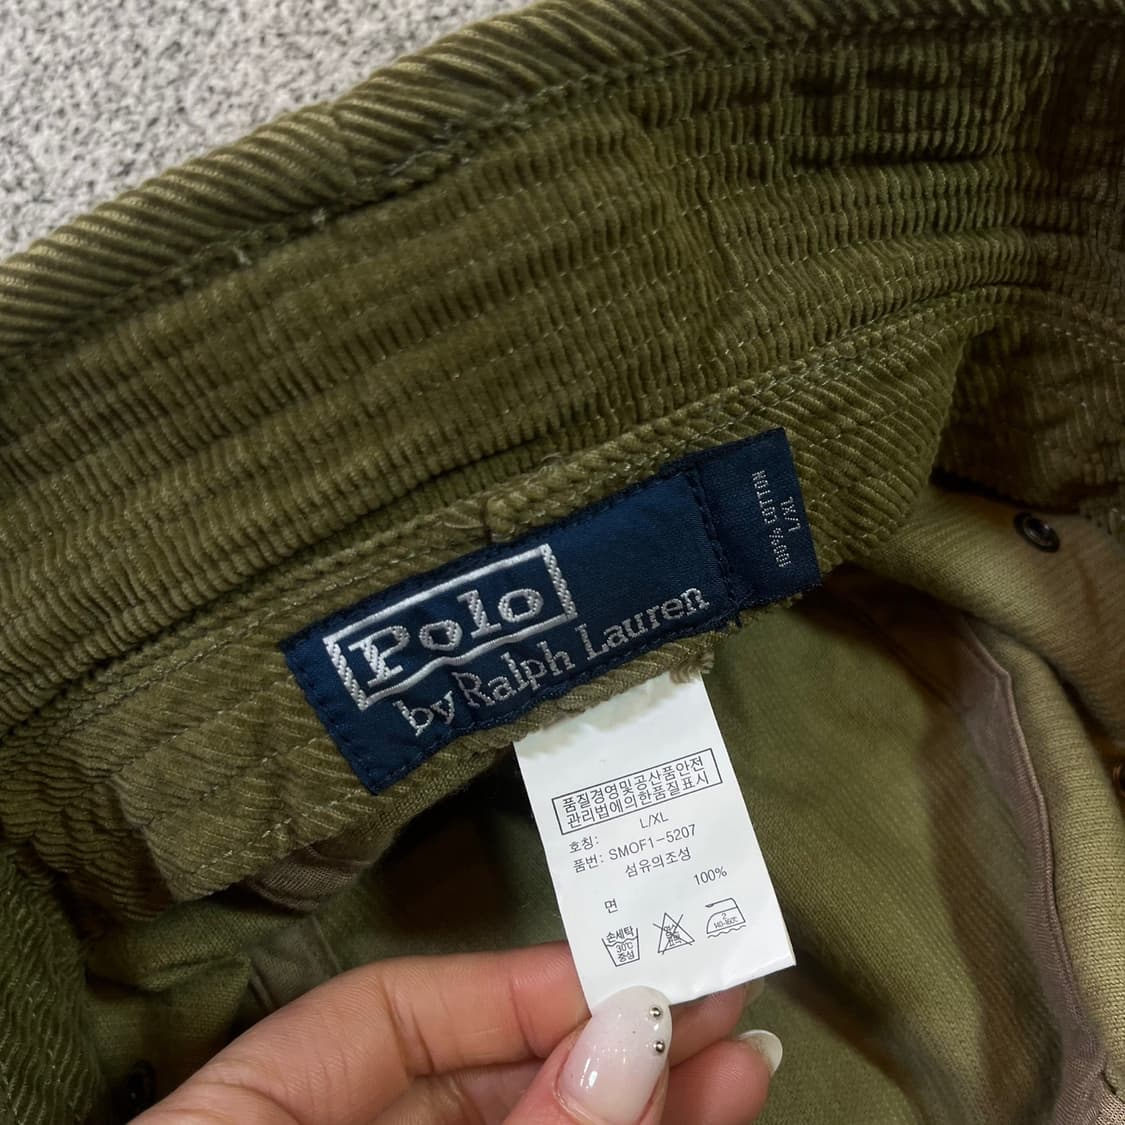 Polo
by Ralph Lauren
100% COTTON
L/XL
품질경영및공산품안전
관리법에의한품질표시
호칭: L/XL
품번: SMOF1-5207
섬유의조성
면 100%
손세탁
30℃
중성